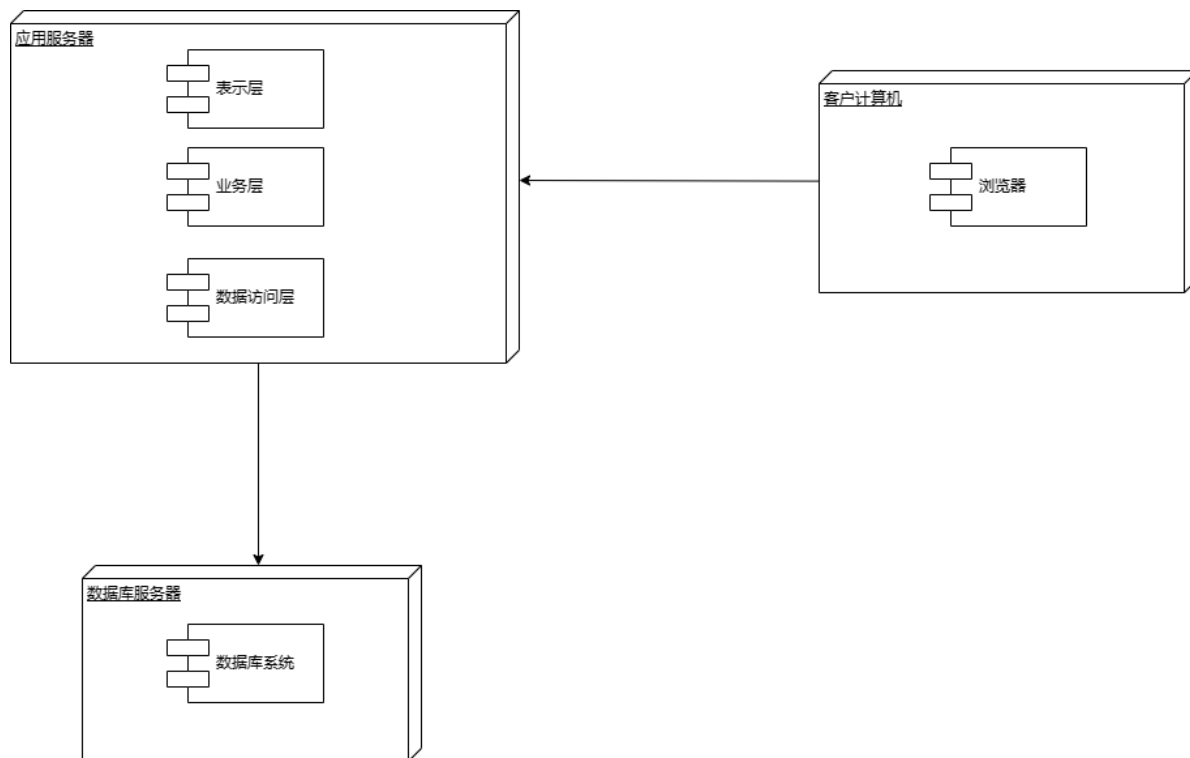 应用服务器
表示层
业务层
数据访问层
客户计算机
浏览器
数据库服务器
数据库系统